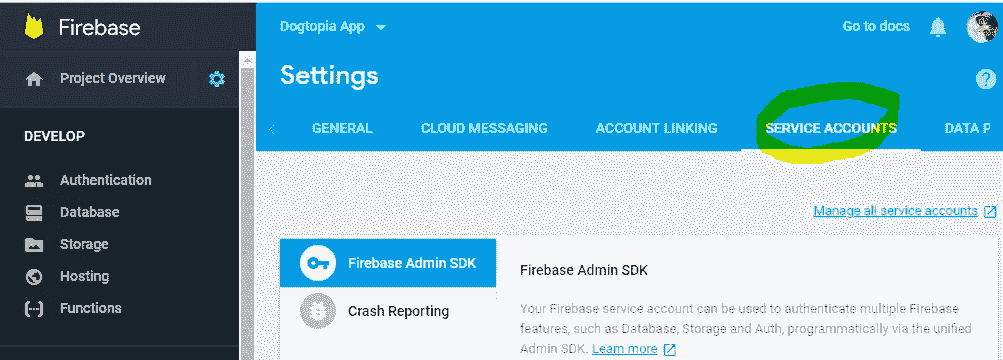 Firebase
Project Overview
DEVELOP
Authentication
Database
Storage
Hosting
Functions
Dogtopia App
Go to docs
Settings
GENERAL CLOUD MESSAGING ACCOUNT LINKING SERVICE ACCOUNTS DATA P
Manage all service accounts
Firebase Admin SDK
Crash Reporting
Firebase Admin SDK
Your Firebase service account can be used to authenticate multiple Firebase
features, such as Database, Storage and Auth, programmatically via the unified
Admin SDK. Learn more